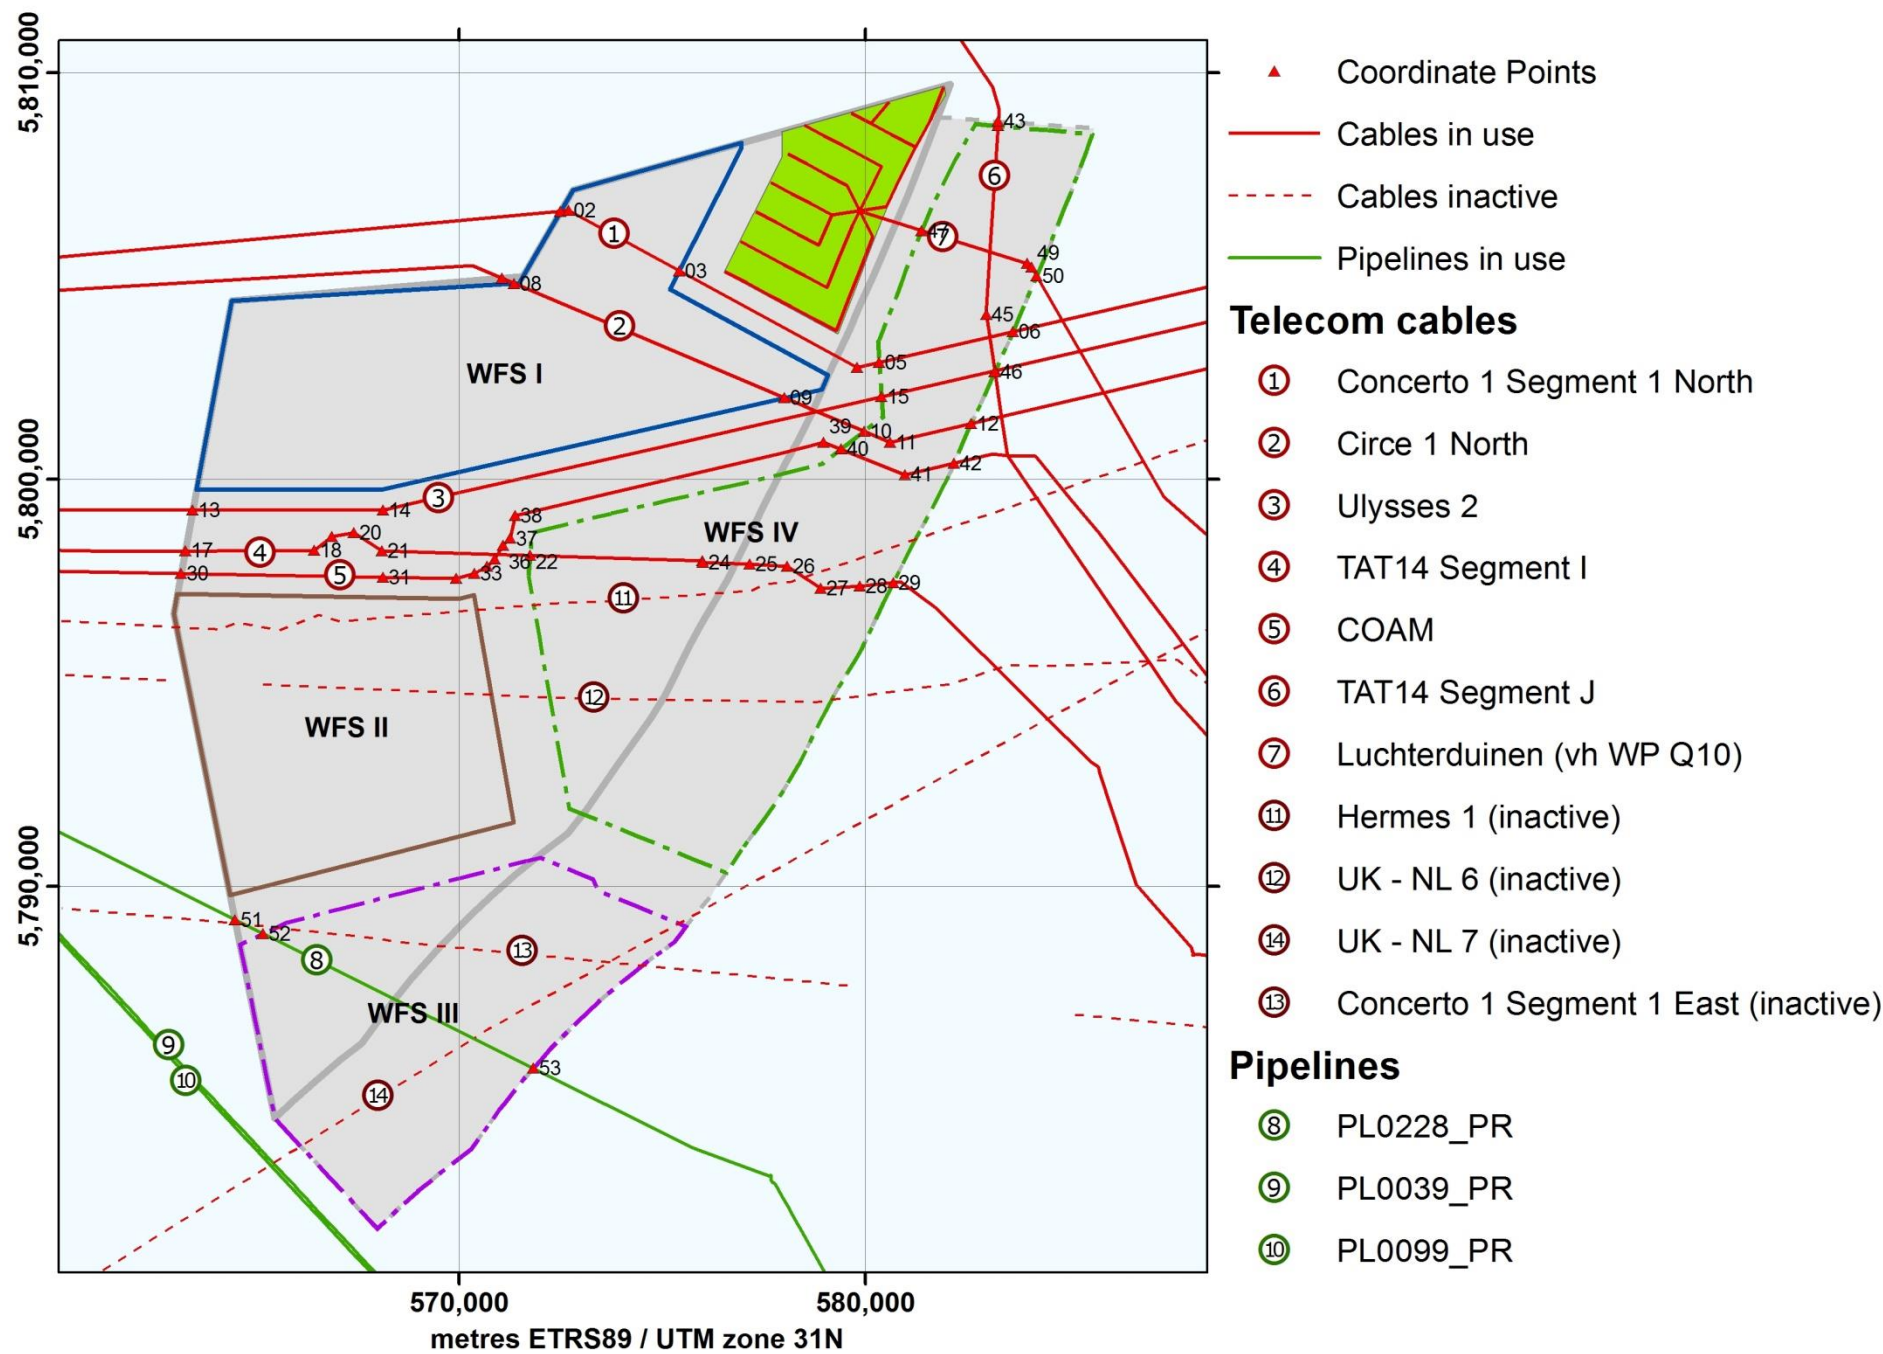 5,810,000
5,800,000
5,790,000
570,000
580,000
metres ETRS89 / UTM zone 31N
43
6
02
1
47
7
03
49
50
08
2
45
06
05
WFS I
46
15
09
39
10
12
40
11
42
41
3
13
14
38
WFS IV
20
37
17
4
18
21
36
22
24
25
26
30
5
31
33
27
28
29
11
12
WFS II
51
52
8
13
WFS III
9
53
10
14
Coordinate Points
Cables in use
Cables inactive
Pipelines in use
Telecom cables
1 Concerto 1 Segment 1 North
2 Circe 1 North
3 Ulysses 2
4 TAT14 Segment I
5 COAM
6 TAT14 Segment J
7 Luchterduinen (vh WP Q10)
11 Hermes 1 (inactive)
12 UK - NL 6 (inactive)
14 UK - NL 7 (inactive)
13 Concerto 1 Segment 1 East (inactive)
Pipelines
8 PL0228_PR
9 PL0039_PR
10 PL0099_PR